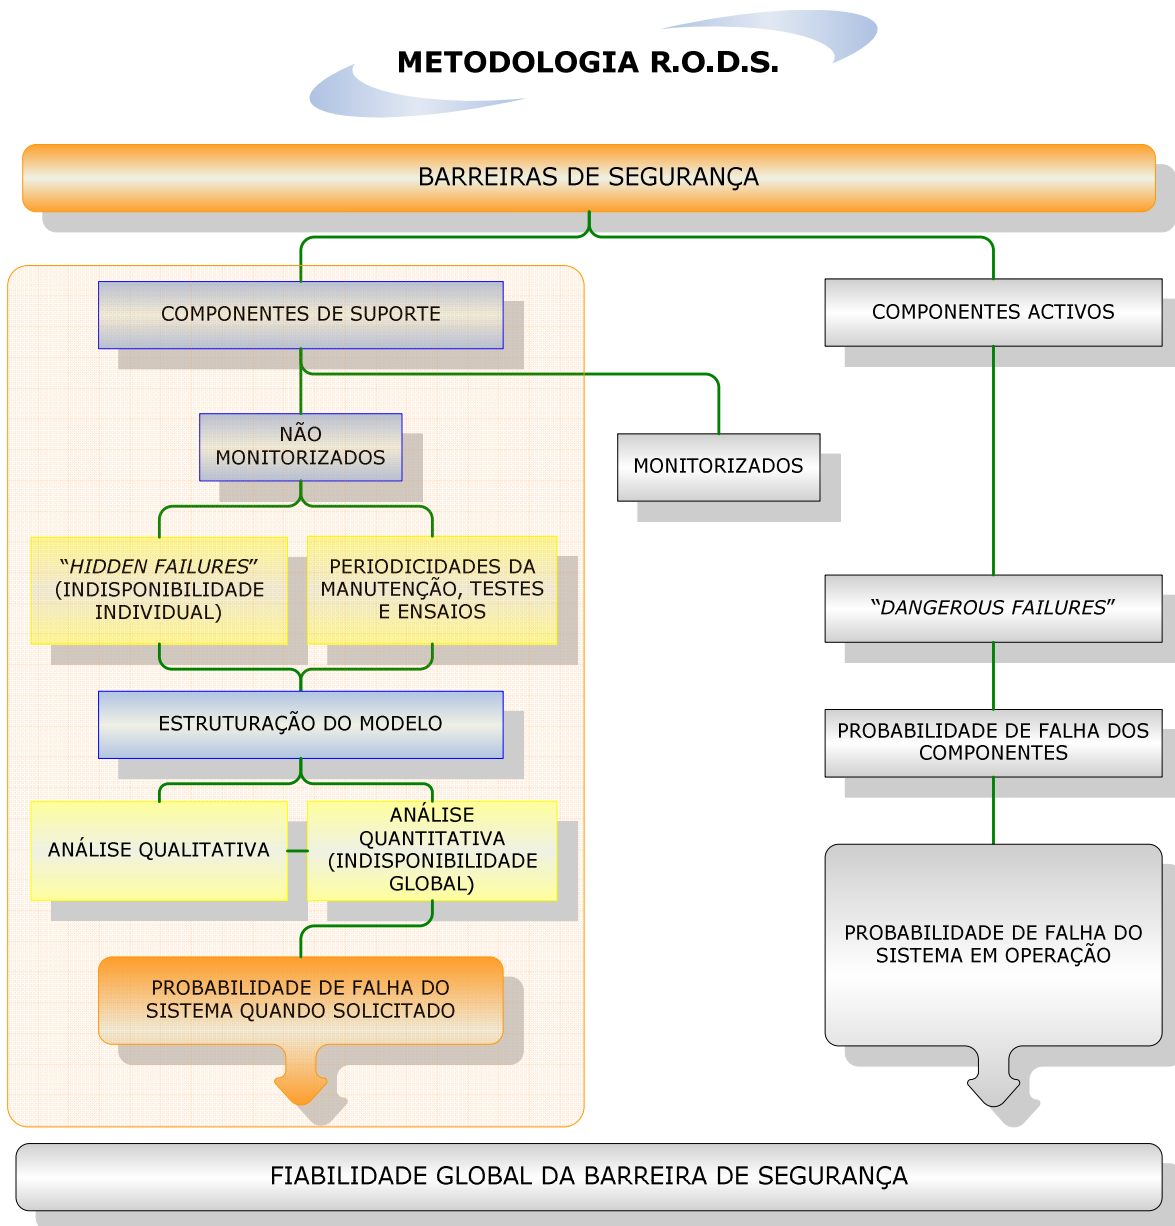 METODOLOGIA R.O.D.S.
BARREIRAS DE SEGURANÇA
COMPONENTES DE SUPORTE
COMPONENTES ACTIVOS
NÃO
MONITORIZADOS
MONITORIZADOS
“HIDDEN FAILURES”
(INDISPONIBILIDADE
INDIVIDUAL)
PERIODICIDADES DA
MANUTENÇÃO, TESTES
E ENSAIOS
“DANGEROUS FAILURES”
ESTRUTURAÇÃO DO MODELO
PROBABILIDADE DE FALHA DOS
COMPONENTES
ANÁLISE QUALITATIVA
ANÁLISE
QUANTITATIVA
(INDISPONIBILIDADE
GLOBAL)
PROBABILIDADE DE FALHA DO
SISTEMA EM OPERAÇÃO
PROBABILIDADE DE FALHA DO
SISTEMA QUANDO SOLICITADO
FIABILIDADE GLOBAL DA BARREIRA DE SEGURANÇA